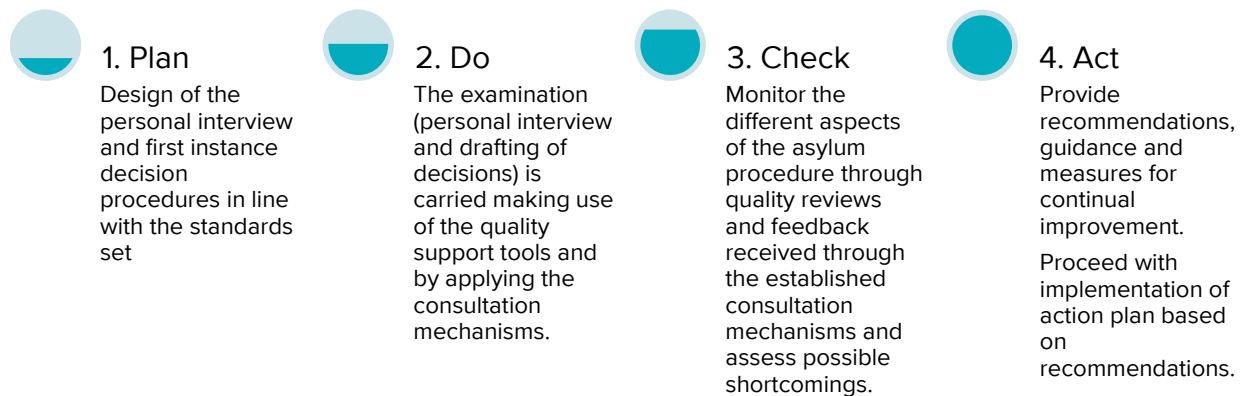 1. Plan
Design of the
personal interview
and first instance
decision
procedures in line
with the standards
set
2. Do
The examination
(personal interview
and drafting of
decisions) is
carried making use
of the quality
support tools and
by applying the
consultation
mechanisms.
3. Check
Monitor the
different aspects
of the asylum
procedure through
quality reviews
and feedback
received through
the established
consultation
mechanisms and
assess possible
shortcomings.
4. Act
Provide
recommendations,
guidance and
measures for
continual
improvement.
Proceed with
implementation of
action plan based
on
recommendations.